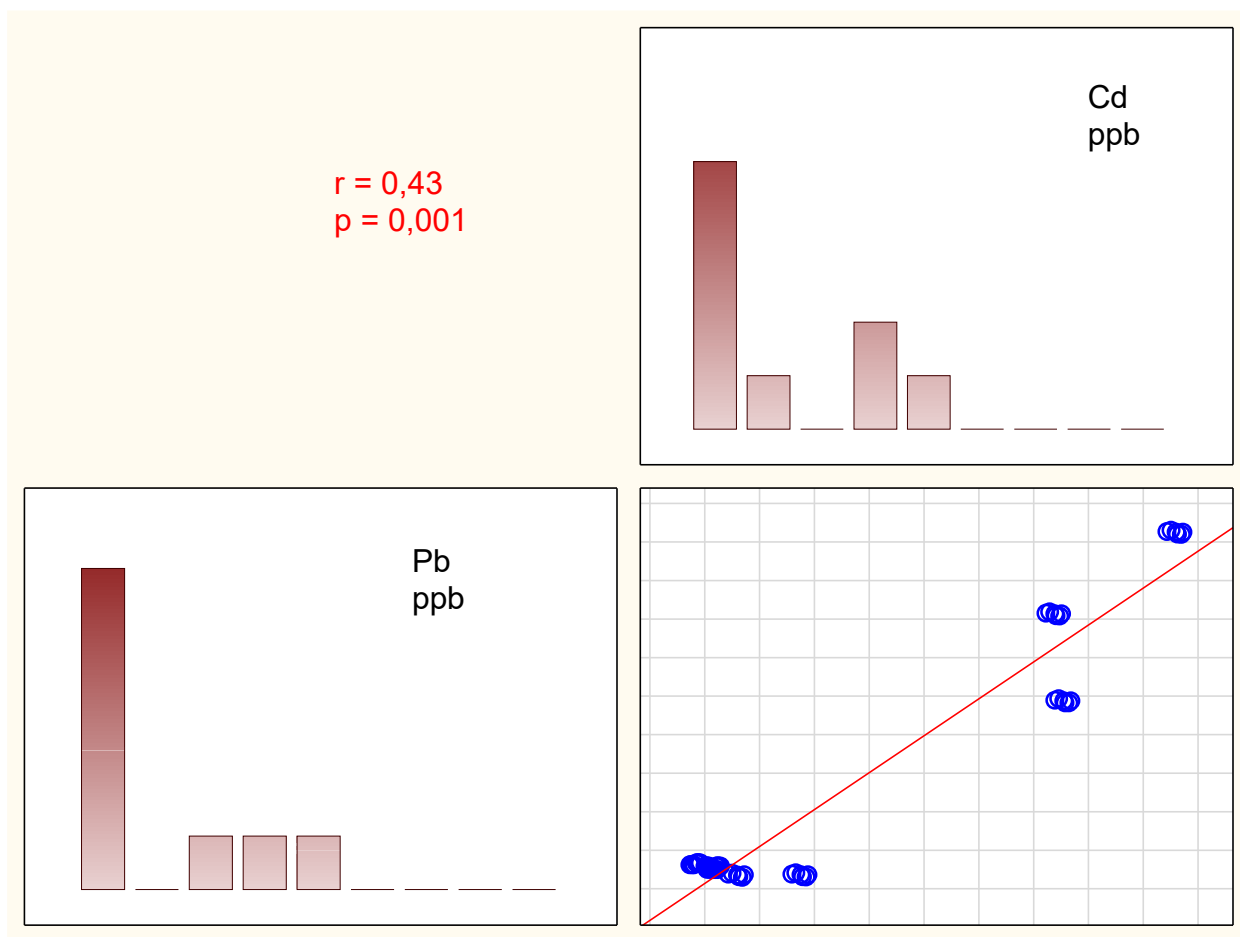 r = 0,43
p = 0,001
Cd
ppb
Pb
ppb